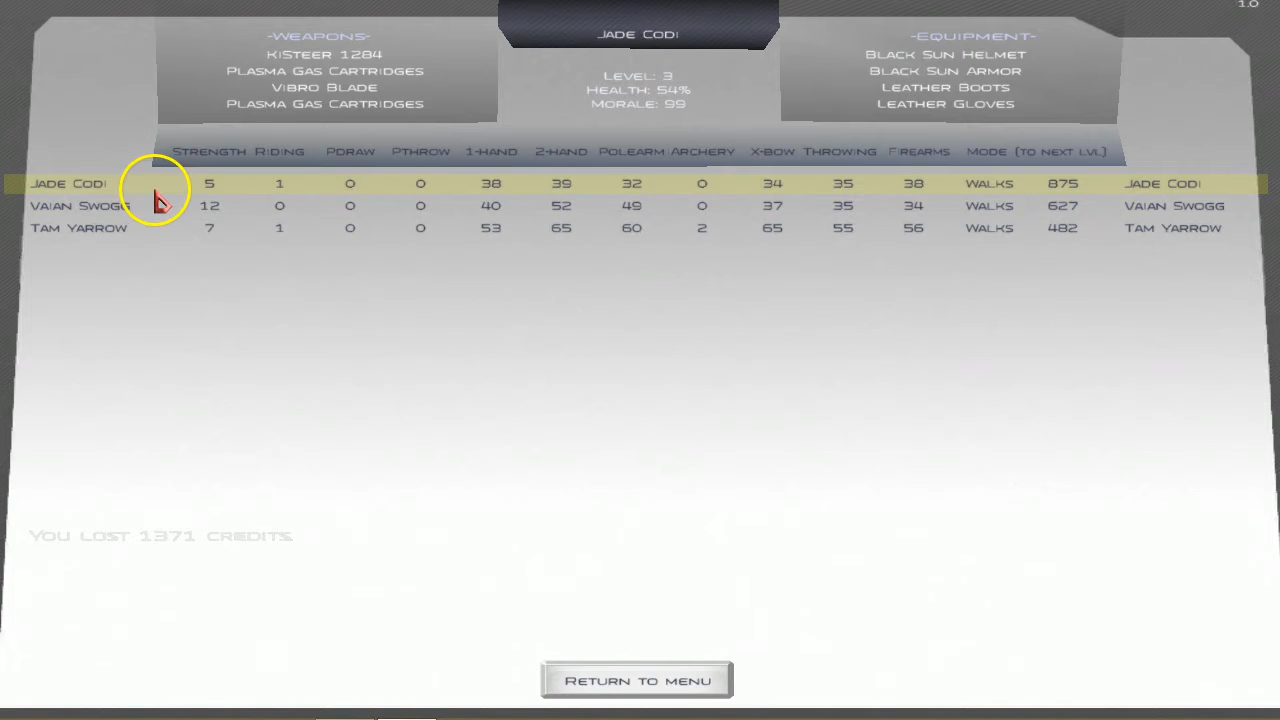 1.0
Jade Codi
-Weapons-
KiSteer 1284
Plasma Gas Cartridges
Vibro Blade
Plasma Gas Cartridges
Level: 3
Health: 54%
Morale: 99
-Equipment-
Black Sun Helmet
Black Sun Armor
Leather Boots
Leather Gloves
Strength Riding PDraw PThrow 1-Hand 2-Hand Polearm Archery X-Bow Throwing Firearms Mode (to next lvl)
Jade Codi 5 1 0 0 38 39 32 0 34 35 38 Walks 875 Jade Codi
Vaian Swogg 12 0 0 0 40 52 49 0 37 35 34 Walks 627 Vaian Swogg
Tam Yarrow 7 1 0 0 53 65 60 2 65 55 56 Walks 482 Tam Yarrow
You lost 1371 credits.
Return to menu